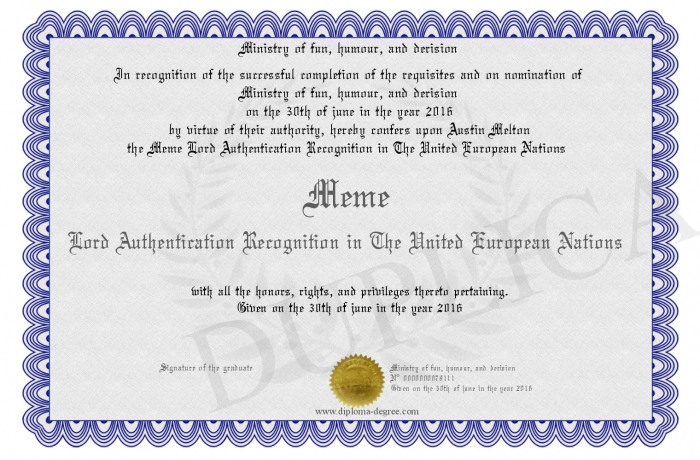 Ministry of fun, humour, and derision
In recognition of the successful completion of the requisites and on nomination of
Ministry of fun, humour, and derision
on the 30th of june in the year 2016
by virtue of their authority, hereby confers upon Austin Melton
the Meme Lord Authentication Recognition in The United European Nations
Meme
Lord Authentication Recognition in The United European Nations
DUPLICA
with all the honors, rights, and privileges thereto pertaining.
Given on the 30th of june in the year 2016
Signature of the graduate
Ministry of fun, humour, and derision
Given on the 30th of june in the year 2016
www.diploma-degree.com